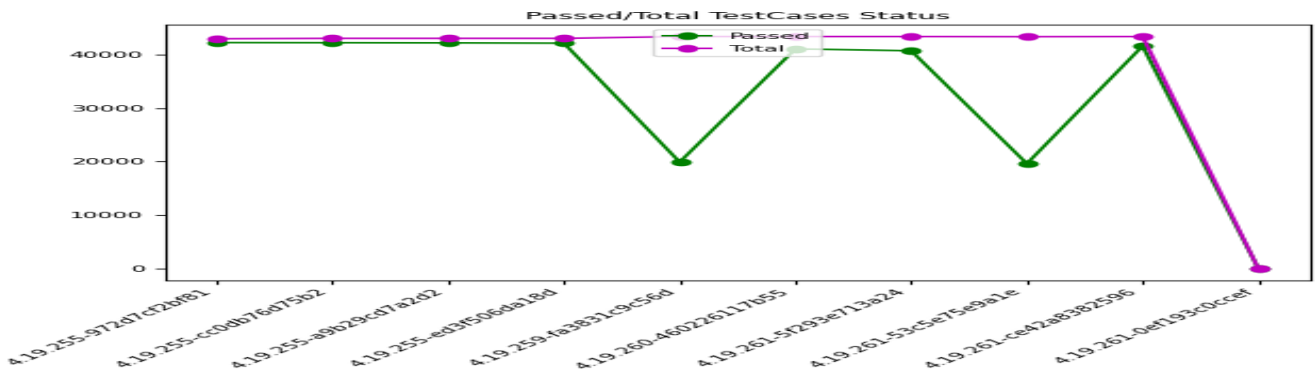 Passed/Total TestCases Status
Passed
Total
40000
30000
20000
10000
0
4.19.255-972d7cf2bf81
4.19.255-cc0db76d75b2
4.19.255-a9b29cd7a2d2
4.19.255-ed3f506da18d
4.19.259-fa3831c9c56d
4.19.260-460226117b55
4.19.261-5f293e713a24
4.19.261-53c5e75e9a1e
4.19.261-ce42a8382596
4.19.261-0ef193c0ccef